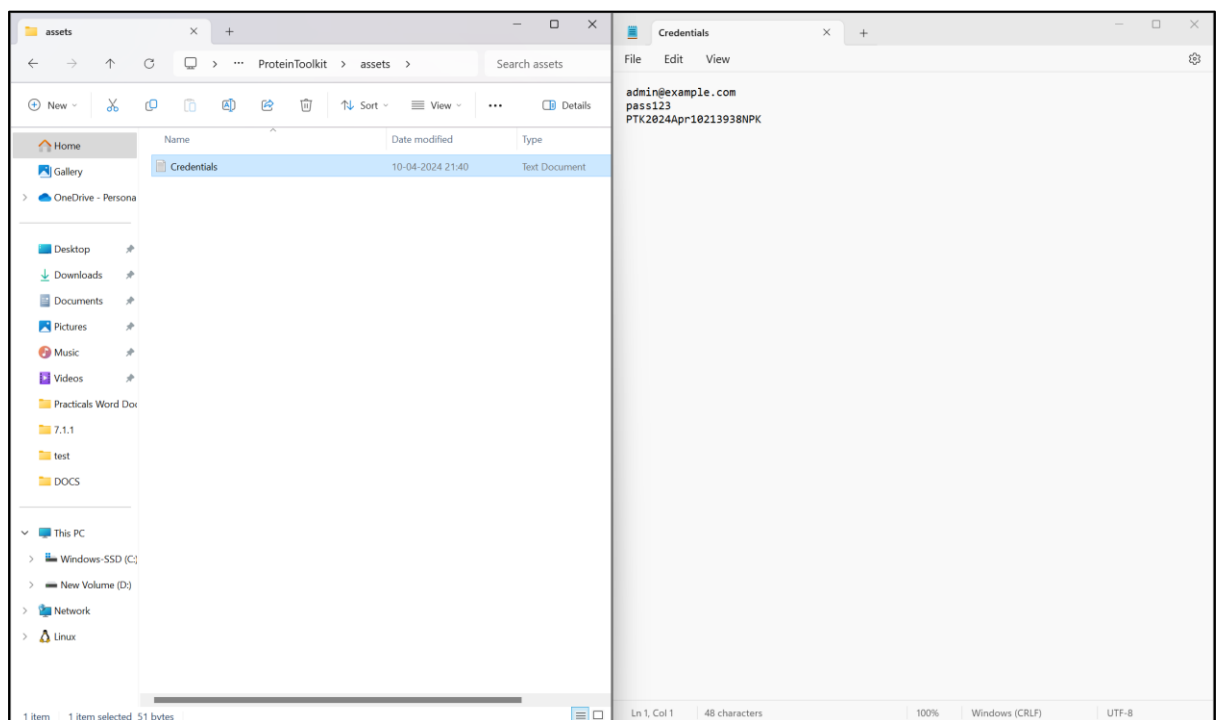 assets
ProteinToolkit > assets >
Search assets
New
Sort
View
Details
Home
Gallery
OneDrive - Persona
Desktop
Downloads
Documents
Pictures
Music
Videos
Practicals Word Doc
7.1.1
test
DOCS
This PC
Windows-SSD (C:)
New Volume (D:)
Network
Linux
Name Date modified Type
Credentials 10-04-2024 21:40 Text Document
1 item 1 item selected 51 bytes
Credentials
File Edit View
admin@example.com
pass123
PTK2024Apr10213938NPK
Ln 1, Col 1 48 characters 100% Windows (CRLF) UTF-8